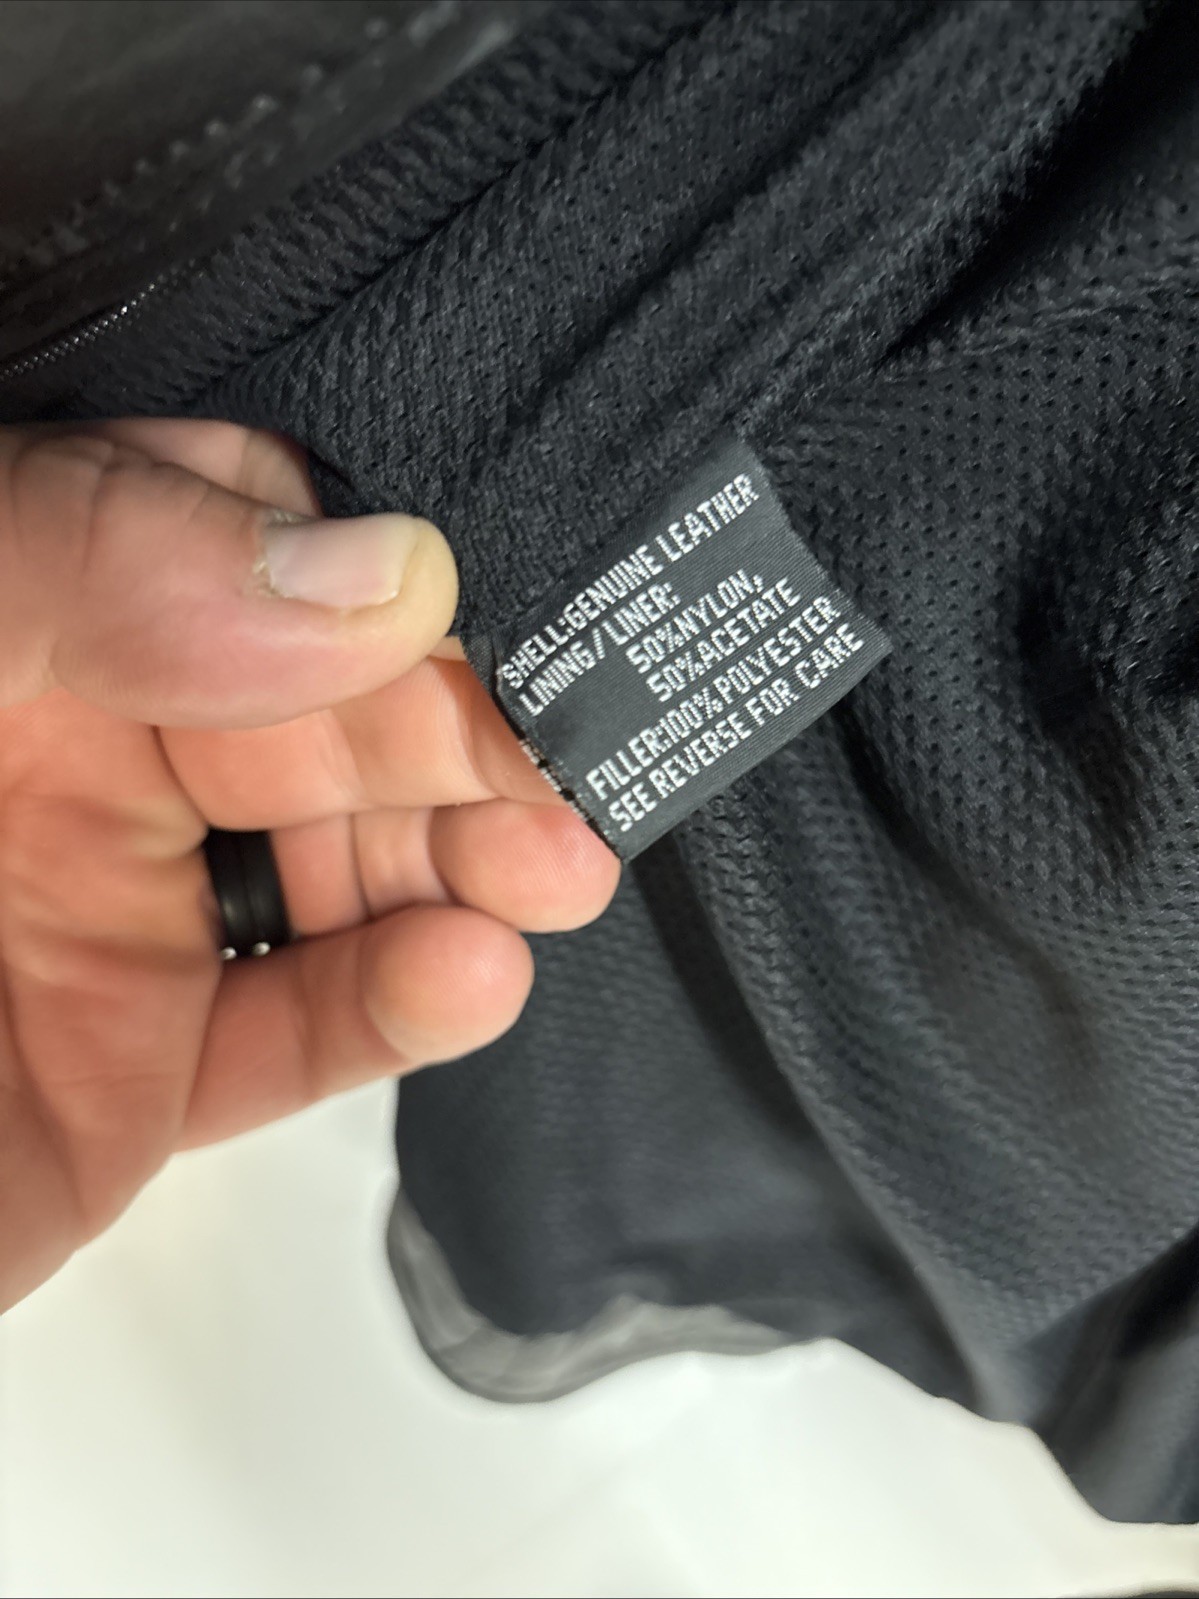 SHELL:GENUINE LEATHER
LINING/LINER:
50%NYLON,
50%ACETATE
FILLER:100%POLYESTER
SEE REVERSE FOR CARE